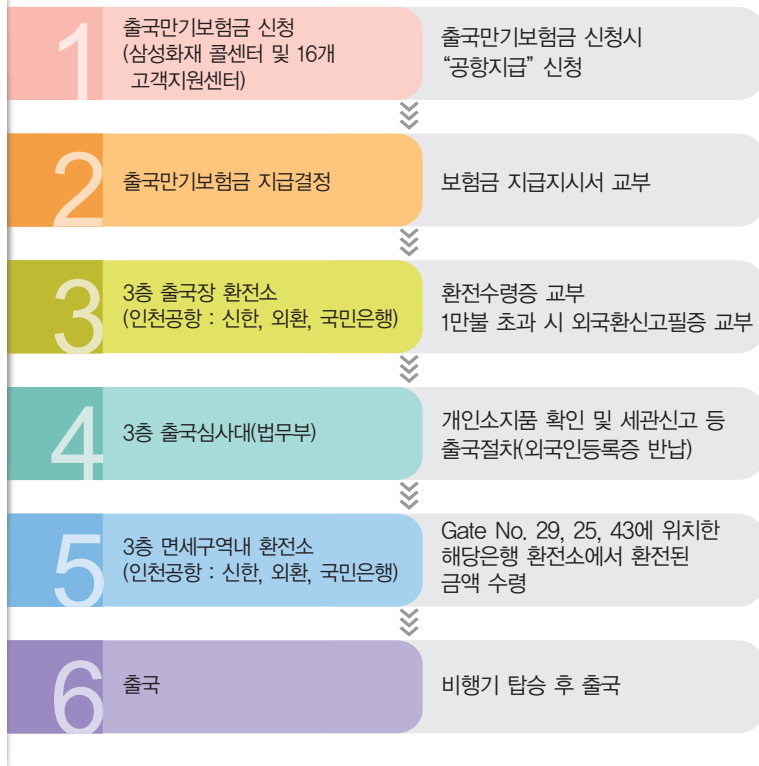 1
출국만기보험금 신청
(삼성화재 콜센터 및 16개
고객지원센터)
출국만기보험금 신청시
“공항지급” 신청
2
출국만기보험금 지급결정
보험금 지급지시서 교부
3
3층 출국장 환전소
(인천공항 : 신한, 외환, 국민은행)
환전수령증 교부
1만불 초과 시 외국환신고필증 교부
4
3층 출국심사대(법무부)
개인소지품 확인 및 세관신고 등
출국절차(외국인등록증 반납)
5
3층 면세구역내 환전소
(인천공항 : 신한, 외환, 국민은행)
Gate No. 29, 25, 43에 위치한
해당은행 환전소에서 환전된
금액 수령
6
출국
비행기 탑승 후 출국